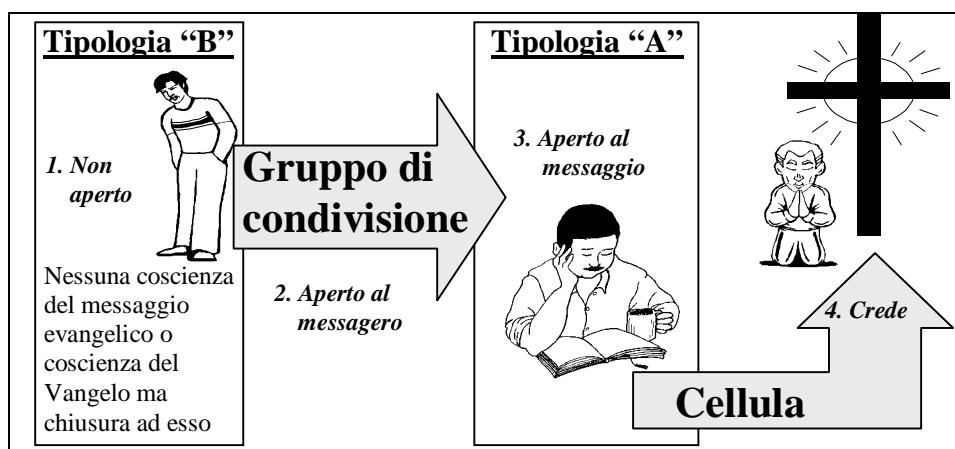 Tipologia “B”
1. Non
aperto
Nessuna coscienza
del messaggio
evangelico o
coscienza del
Vangelo ma
chiusura ad esso
Gruppo di
condivisione
2. Aperto al
messagero
Tipologia “A”
3. Aperto al
messaggio
Cellula
4. Crede